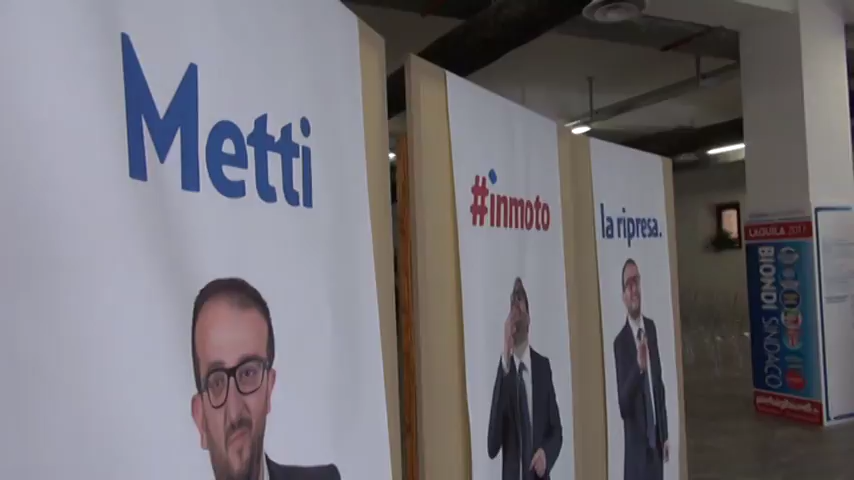 Metti
#inmoto
la ripresa.
L'AQUILA 2017
BIONDI SINDACO